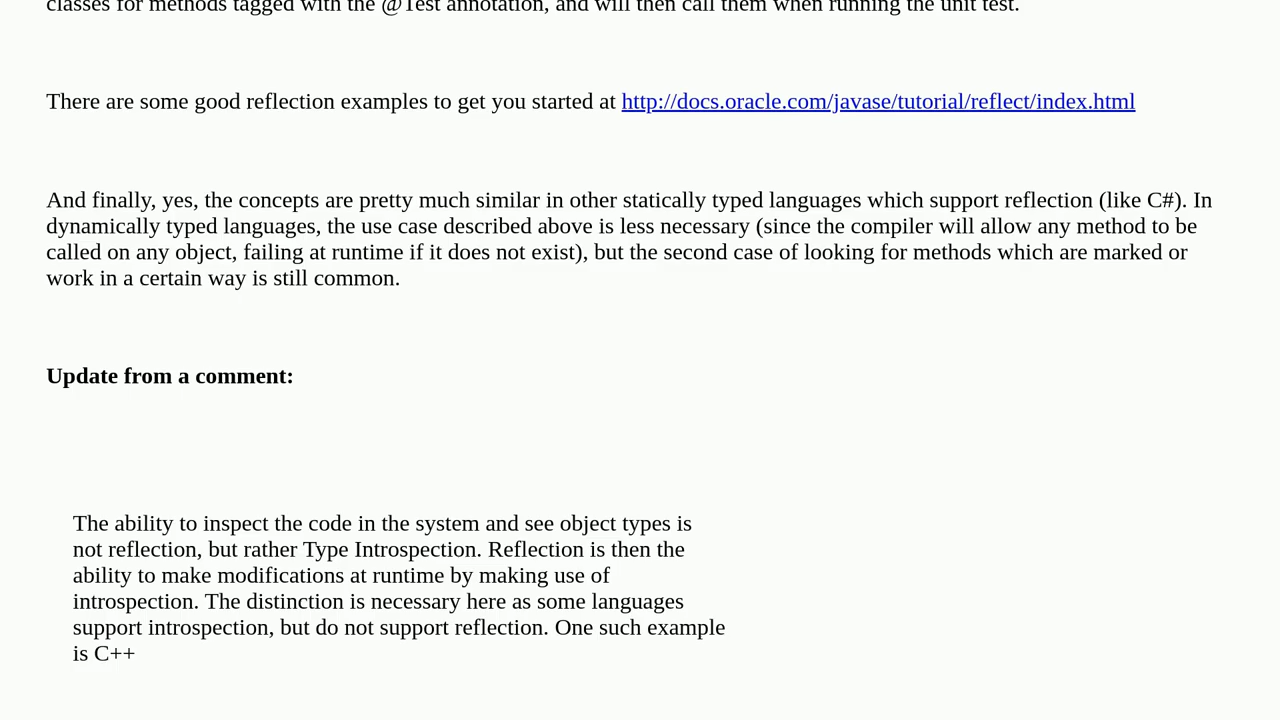 classes for methods tagged with the @Test annotation, and will then call them when running the unit test.
There are some good reflection examples to get you started at http://docs.oracle.com/javase/tutorial/reflect/index.html
And finally, yes, the concepts are pretty much similar in other statically typed languages which support reflection (like C#). In
dynamically typed languages, the use case described above is less necessary (since the compiler will allow any method to be
called on any object, failing at runtime if it does not exist), but the second case of looking for methods which are marked or
work in a certain way is still common.
Update from a comment:
The ability to inspect the code in the system and see object types is
not reflection, but rather Type Introspection. Reflection is then the
ability to make modifications at runtime by making use of
introspection. The distinction is necessary here as some languages
support introspection, but do not support reflection. One such example
is C++